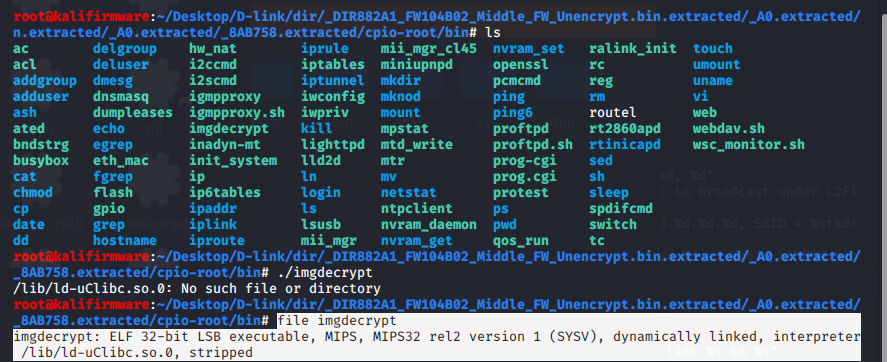 root@kalifirmware:~/Desktop/D-link/dir/_DIR882A1_FW104B02_Middle_FW_Unencrypt.bin.extracted/_A0.extracted/
n.extracted/_A0.extracted/_8AB758.extracted/cpio-root/bin# ls
ac delgroup hw_nat iprule mii_mgr_cl45 nvram_set ralink_init touch
acl deluser i2ccmd iptables miniupnpd openssl rc umount
addgroup dmesg i2scmd iptunnel mkdir pcmcmd reg uname
adduser dnsmasq igmpproxy iwconfig mknod ping rm vi
ash dumpleases igmpproxy.sh iwpriv mount ping6 routel web
ated echo imgdecrypt kill mpstat proftpd rt2860apd webdav.sh
bndstrg egrep inadyn-mt lighttpd mtd_write proftpd.sh rtinicapd wsc_monitor.sh
busybox eth_mac init_system lld2d mtr prog-cgi sed
cat fgrep ip ln mv prog.cgi sh
chmod flash ip6tables login netstat protest sleep
cp gpio ipaddr ls ntpclient ps spdifcmd
date grep iplink lsusb nvram_daemon pwd switch
dd hostname iproute mii_mgr nvram_get qos_run tc
root@kalifirmware:~/Desktop/D-link/dir/_DIR882A1_FW104B02_Middle_FW_Unencrypt.bin.extracted/_A0.extracted/
_8AB758.extracted/cpio-root/bin# ./imgdecrypt
/lib/ld-uClibc.so.0: No such file or directory
root@kalifirmware:~/Desktop/D-link/dir/_DIR882A1_FW104B02_Middle_FW_Unencrypt.bin.extracted/_A0.extracted/
_8AB758.extracted/cpio-root/bin# file imgdecrypt
imgdecrypt: ELF 32-bit LSB executable, MIPS, MIPS32 rel2 version 1 (SYSV), dynamically linked, interpreter
/lib/ld-uClibc.so.0, stripped